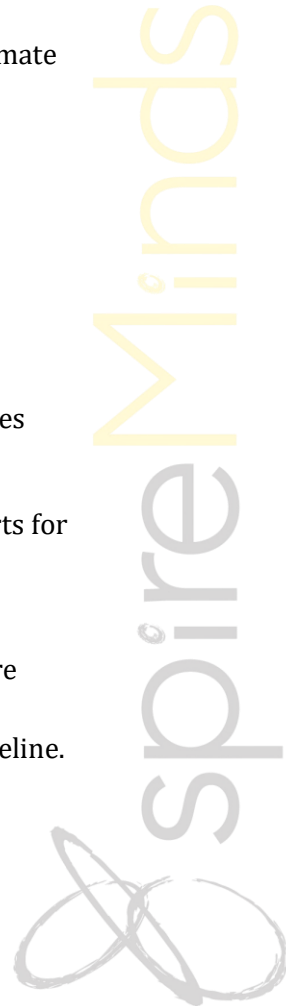 mate
es
rts for
re
eline.
spireMinds